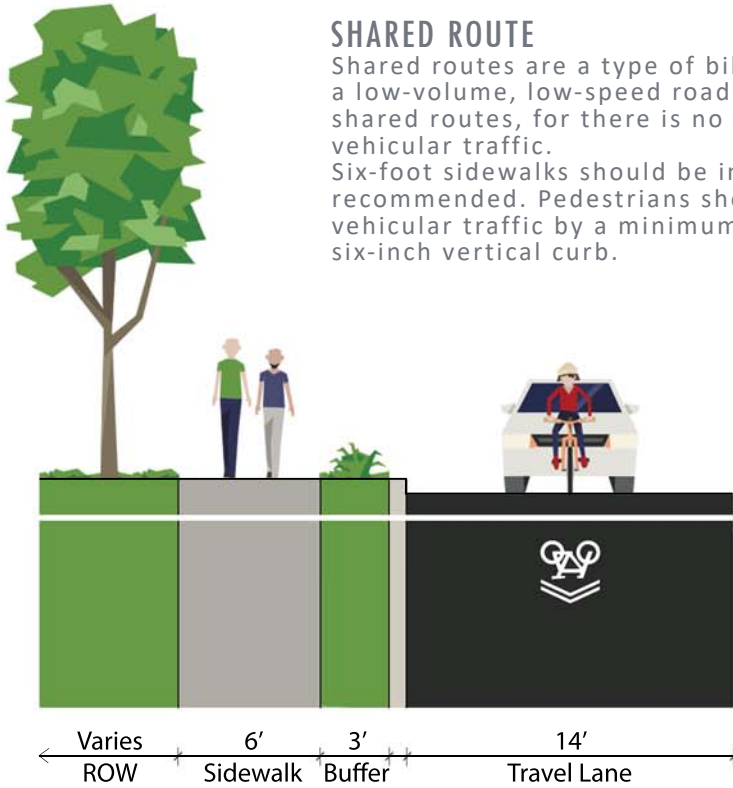 SHARED ROUTE
Shared routes are a type of
a low-volume, low-speed road
shared routes, for there is no
vehicular traffic.
Six-foot sidewalks should be
recommended. Pedestrians
vehicular traffic by a minimum
six-inch vertical curb.
Varies 6' 3' 14'
ROW Sidewalk Buffer Travel Lane